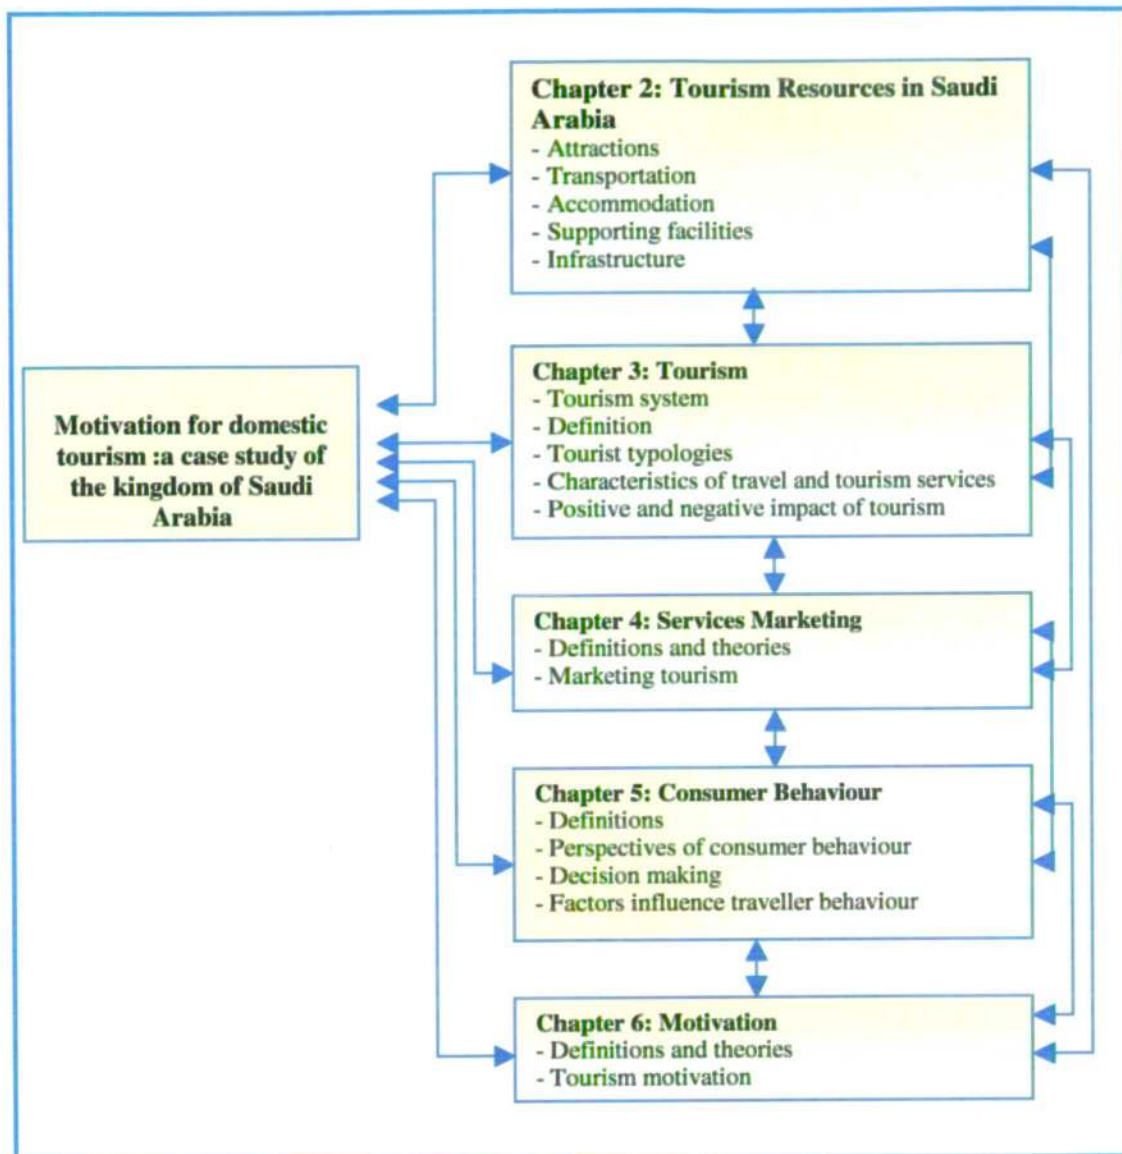 Chapter 2: Tourism Resources in Saudi
Arabia
- Attractions
- Transportation
- Accommodation
- Supporting facilities
- Infrastructure
Motivation for domestic
tourism :a case study of
the kingdom of Saudi
Arabia
Chapter 3: Tourism
- Tourism system
- Definition
- Tourist typologies
- Characteristics of travel and tourism services
- Positive and negative impact of tourism
Chapter 4: Services Marketing
- Definitions and theories
- Marketing tourism
Chapter 5: Consumer Behaviour
- Definitions
- Perspectives of consumer behaviour
- Decision making
- Factors influence traveller behaviour
Chapter 6: Motivation
- Definitions and theories
- Tourism motivation